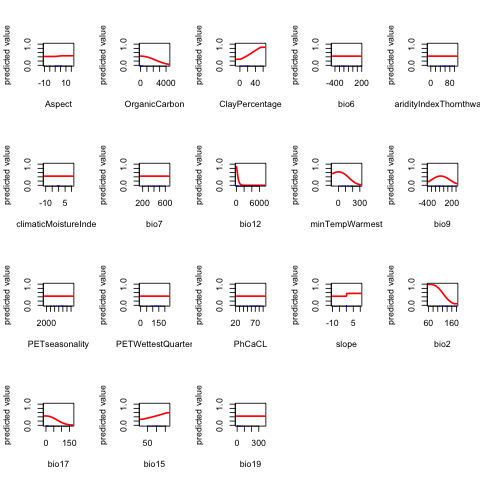 predicted value 0.0 1.0 -10 10 Aspect
predicted value 0.0 1.0 0 4000 OrganicCarbon
predicted value 0.0 1.0 0 40 ClayPercentage
predicted value 0.0 1.0 -400 200 bio6
predicted value 0.0 1.0 0 80 aridityIndexThornthwa
predicted value 0.0 1.0 -10 5 climaticMoistureInde
predicted value 0.0 1.0 200 600 bio7
predicted value 0.0 1.0 0 6000 bio12
predicted value 0.0 1.0 0 300 minTempWarmest
predicted value 0.0 1.0 -400 200 bio9
predicted value 0.0 1.0 2000 PETseasonality
predicted value 0.0 1.0 0 150 PETWettestQuarter
predicted value 0.0 1.0 20 70 PhCaCL
predicted value 0.0 1.0 -10 5 slope
predicted value 0.0 1.0 60 160 bio2
predicted value 0.0 1.0 0 150 bio17
predicted value 0.0 1.0 50 bio15
predicted value 0.0 1.0 0 300 bio19